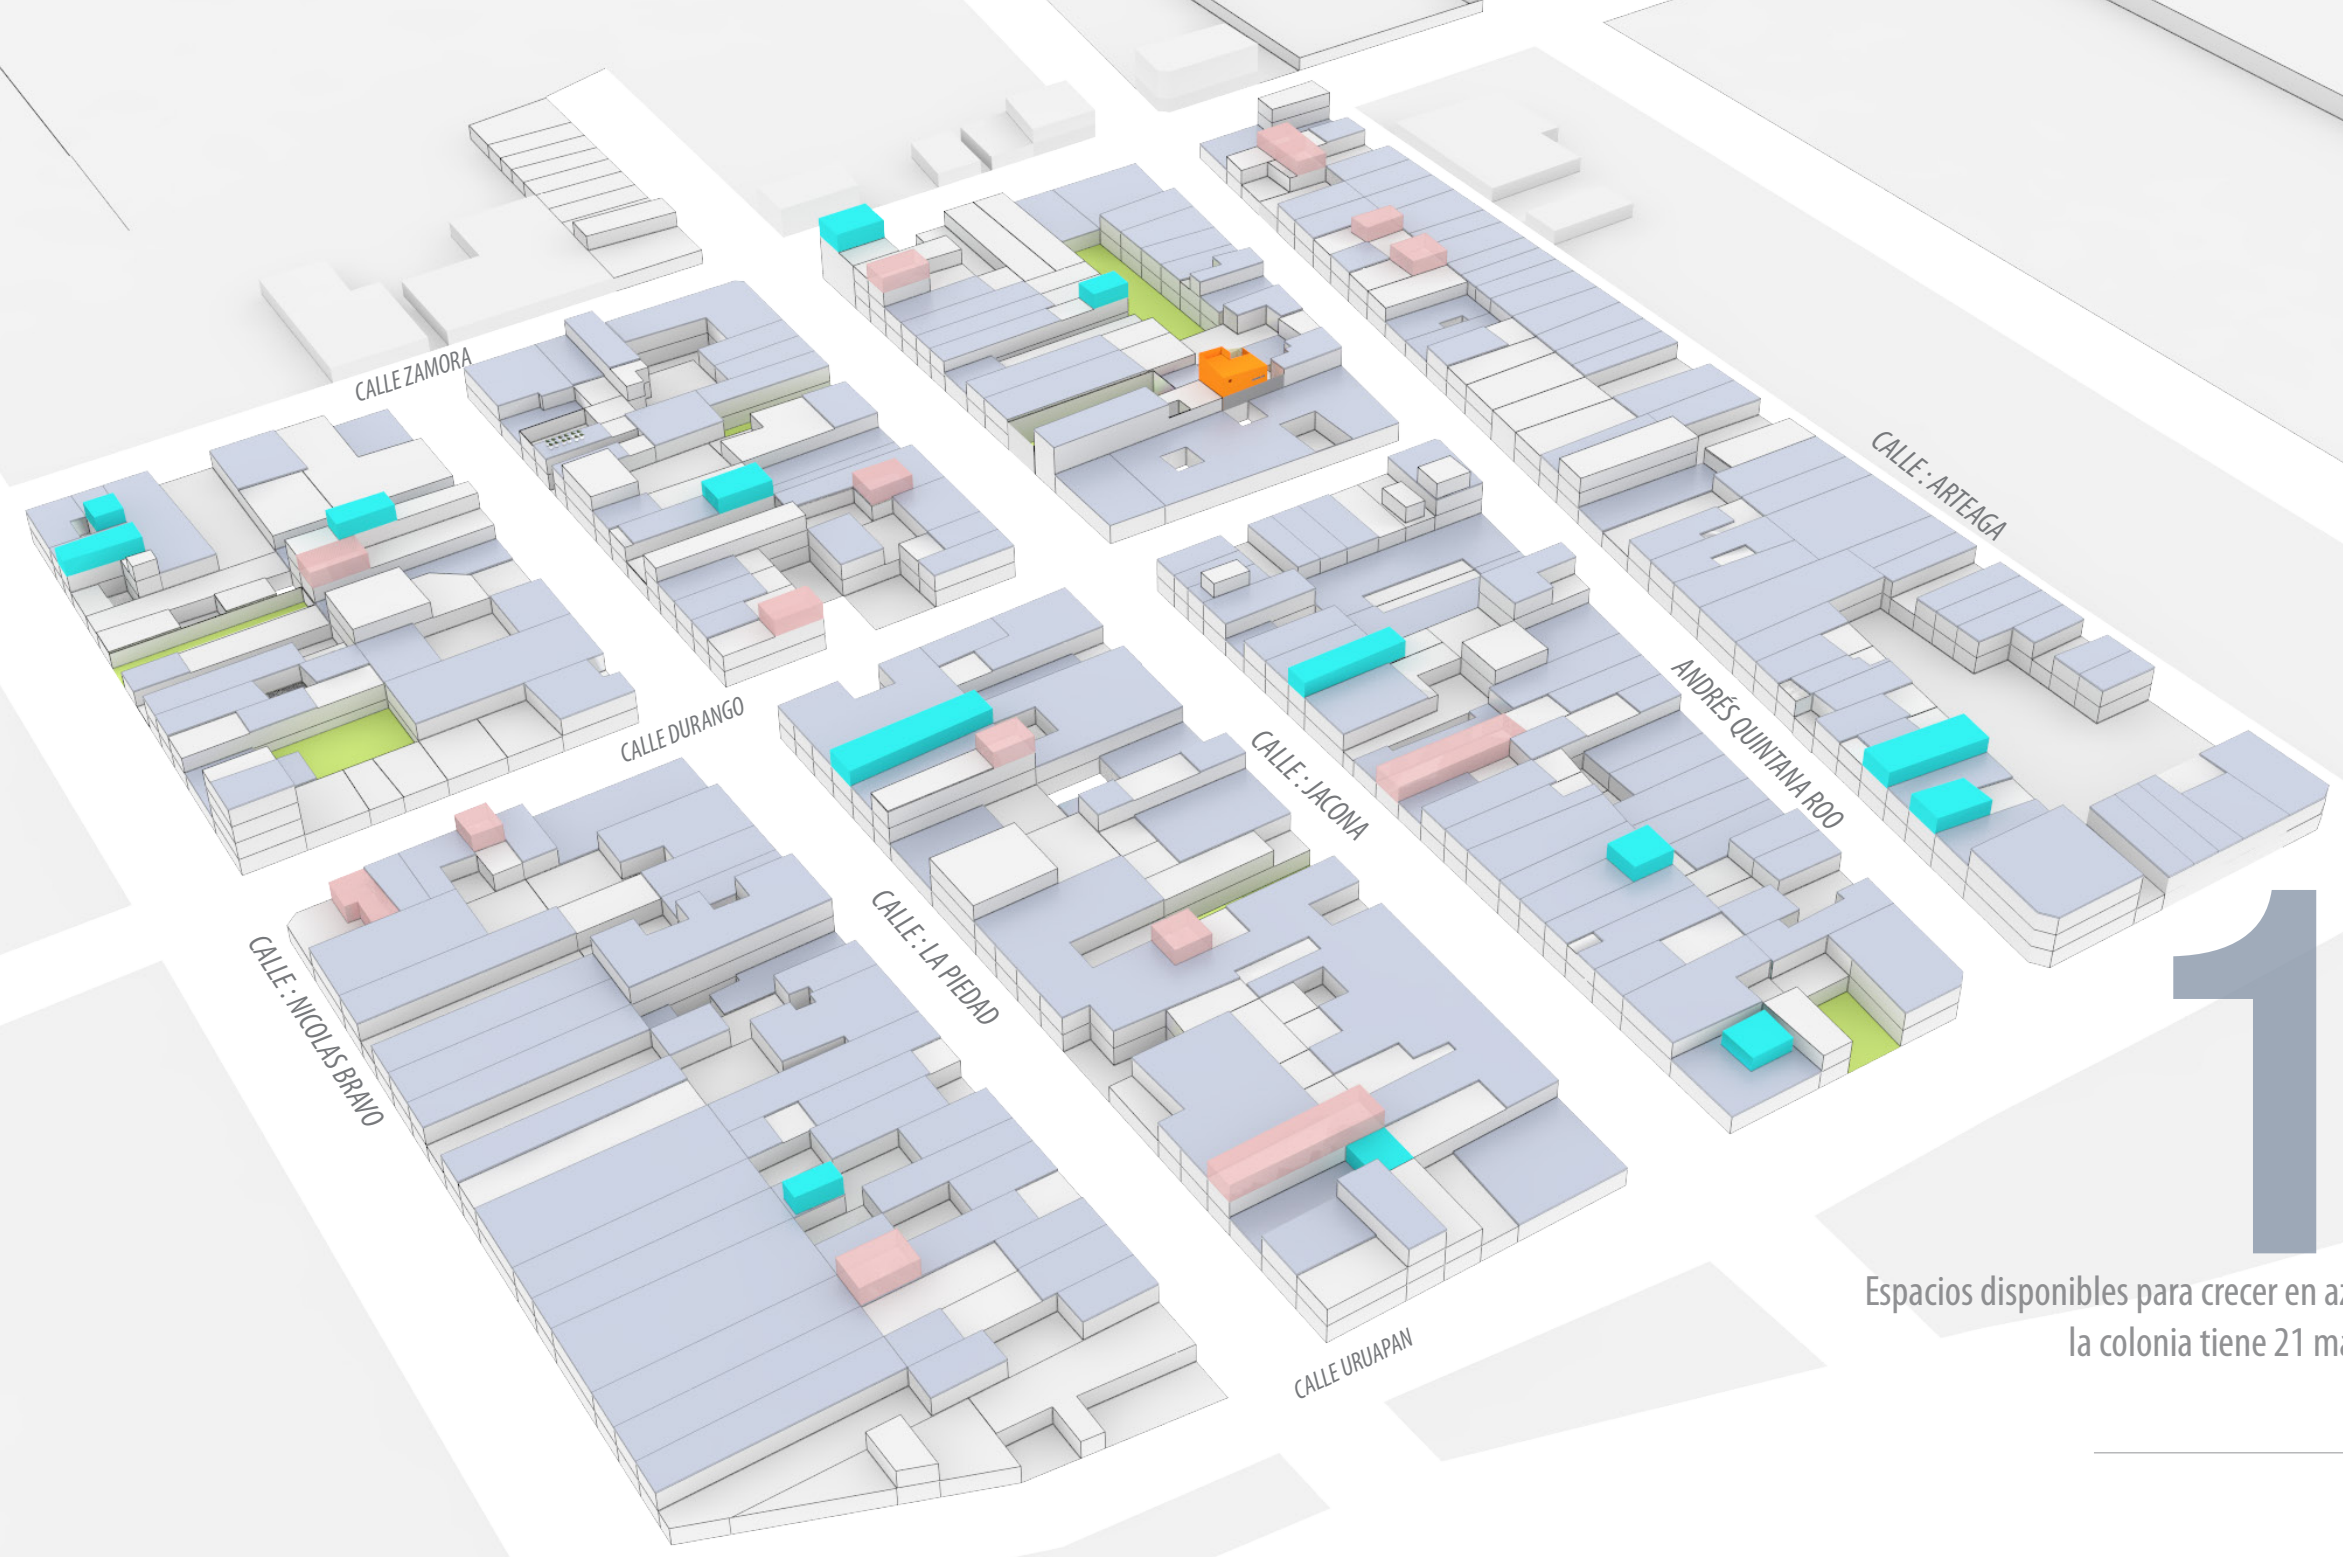 CALLE ZAMORA
CALLE : ARTEAGA
CALLE DURANGO
CALLE : JACONA
ANDRÉS QUINTANA ROO
CALLE : NICOLAS BRAVO
CALLE : LA PIEDAD
CALLE URUAPAN
1
Espacios disponibles para crecer en
la colonia tiene 21